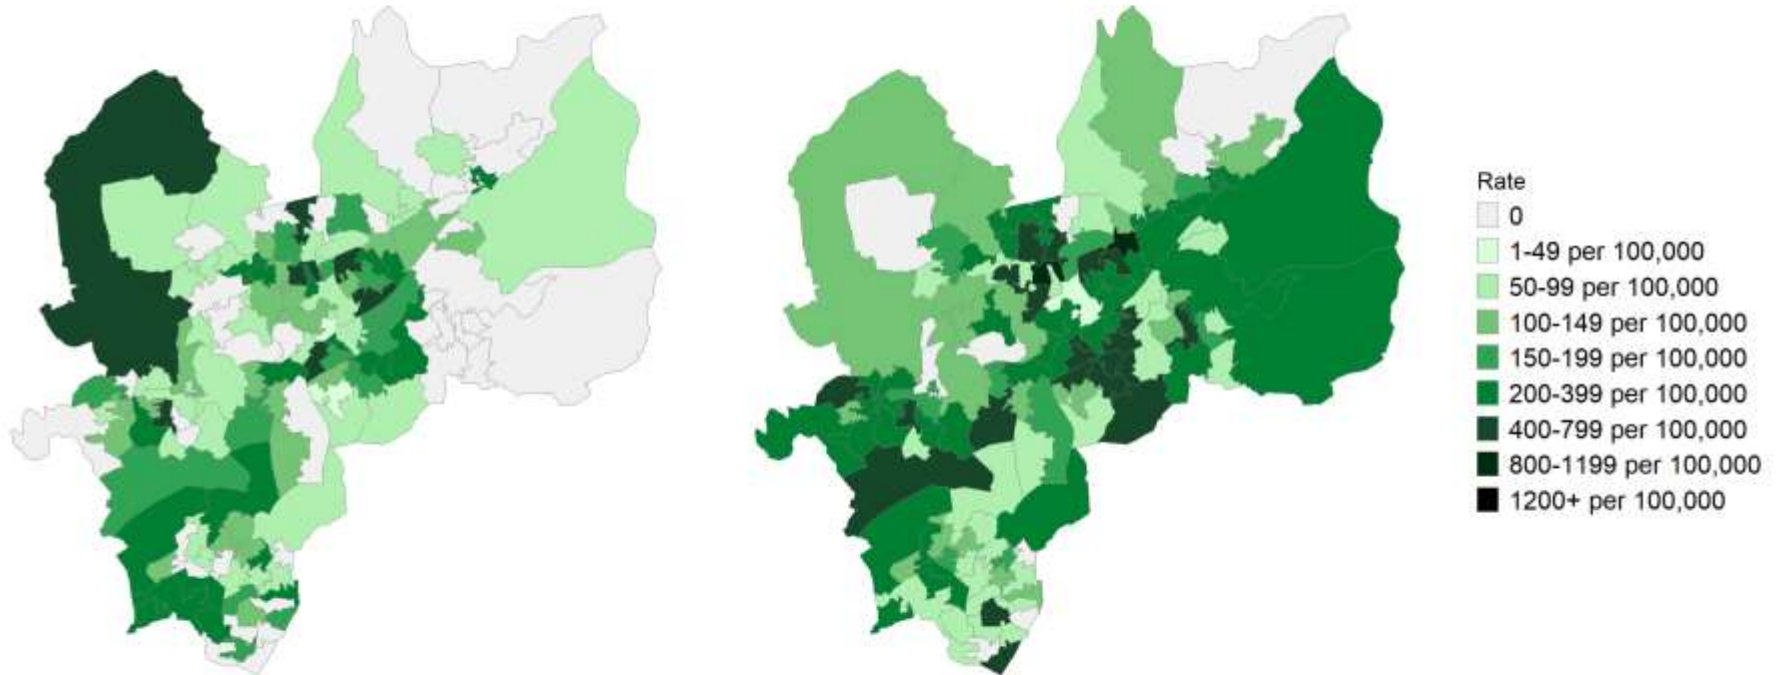 Rate
0
1-49 per 100,000
50-99 per 100,000
100-149 per 100,000
150-199 per 100,000
200-399 per 100,000
400-799 per 100,000
800-1199 per 100,000
1200+ per 100,000